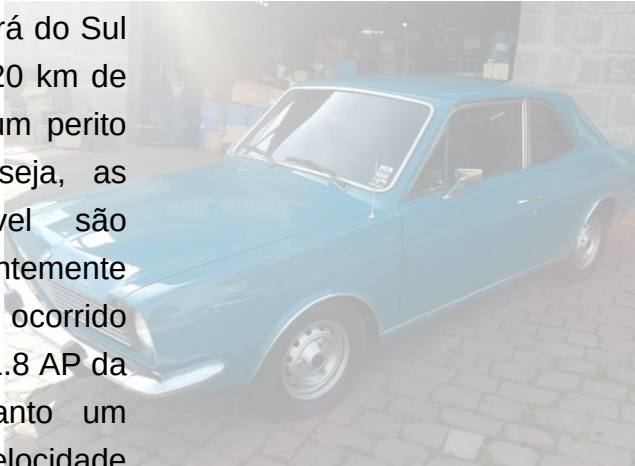 rá do Sul
20 km de
um perito
seja, as
vel são
ntemente
ocorrido
.8 AP da
anto um
elocidade